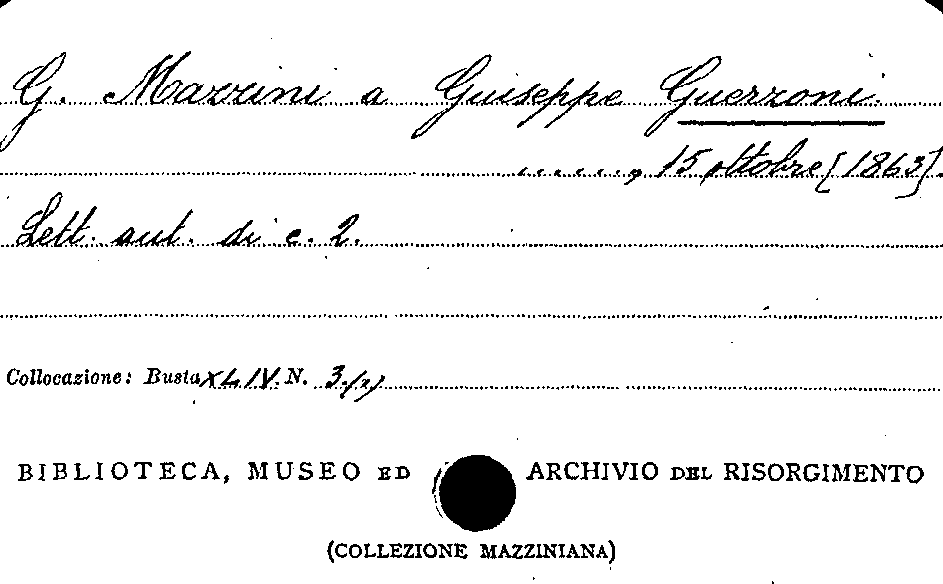 G. Mazzini a Giuseppe Guerzoni.
......, 15 ottobre [1863].
Lett. aut. di c. 2.
Collocazione: Busta XLIV. N. 3.
BIBLIOTECA, MUSEO ED ARCHIVIO DEL RISORGIMENTO
(COLLEZIONE MAZZINIANA)